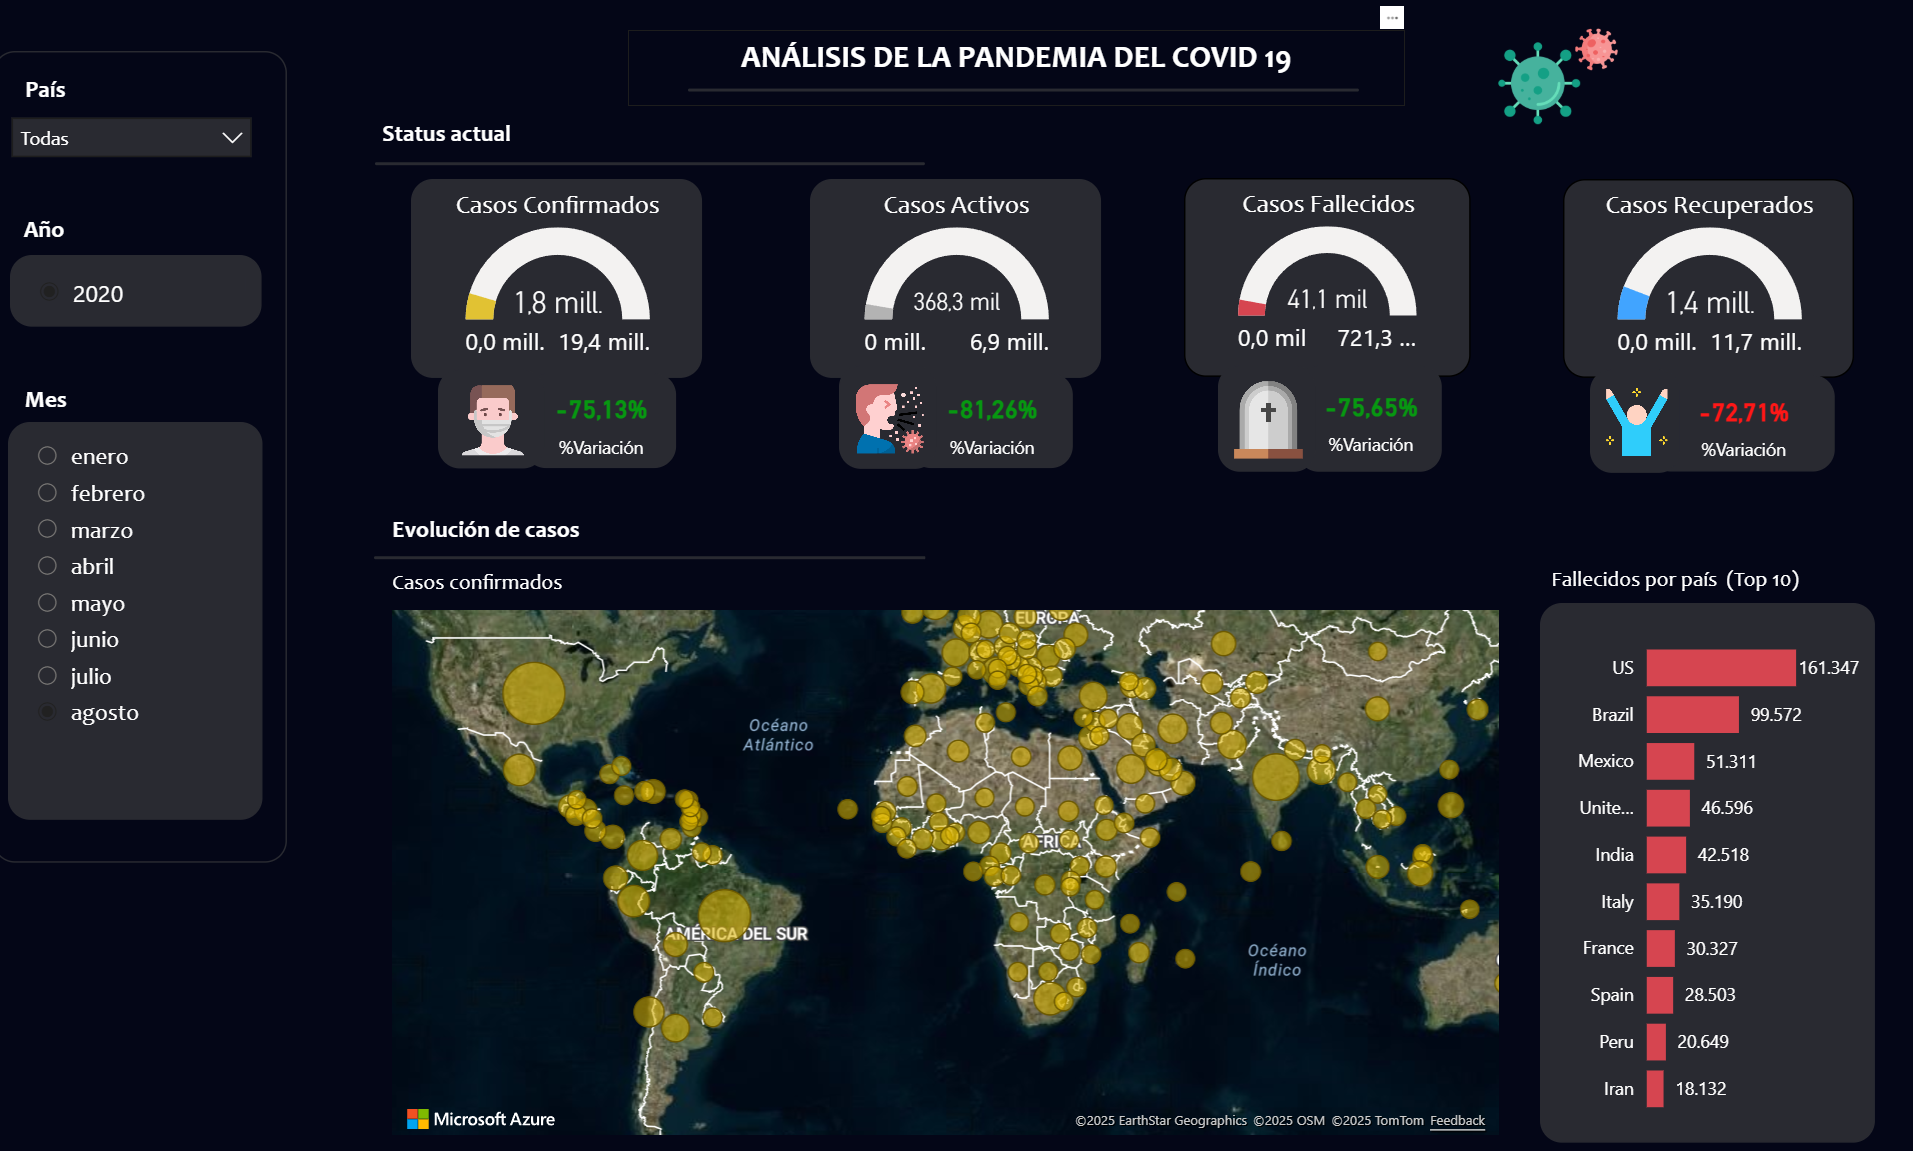 ANÁLISIS DE LA PANDEMIA DEL COVID 19
País
Todas
Año
2020
Mes
enero
febrero
marzo
abril
mayo
junio
julio
agosto
Status actual
Casos Confirmados
1,8 mill.
0,0 mill. 19,4 mill.
-75,13%
%Variación
Casos Activos
368,3 mil
0 mill. 6,9 mill.
-81,26%
%Variación
Casos Fallecidos
41,1 mil
0,0 mil 721,3 ...
-75,65%
%Variación
Casos Recuperados
1,4 mill.
0,0 mill. 11,7 mill.
-72,71%
%Variación
Evolución de casos
Casos confirmados
EUROPA
Océano
Atlántico
ÁFRICA
AMÉRICA DEL SUR
Océano
Índico
Microsoft Azure
©2025 EarthStar Geographics ©2025 OSM ©2025 TomTom Feedback
Fallecidos por país (Top 10)
US 161.347
Brazil 99.572
Mexico 51.311
Unite... 46.596
India 42.518
Italy 35.190
France 30.327
Spain 28.503
Peru 20.649
Iran 18.132